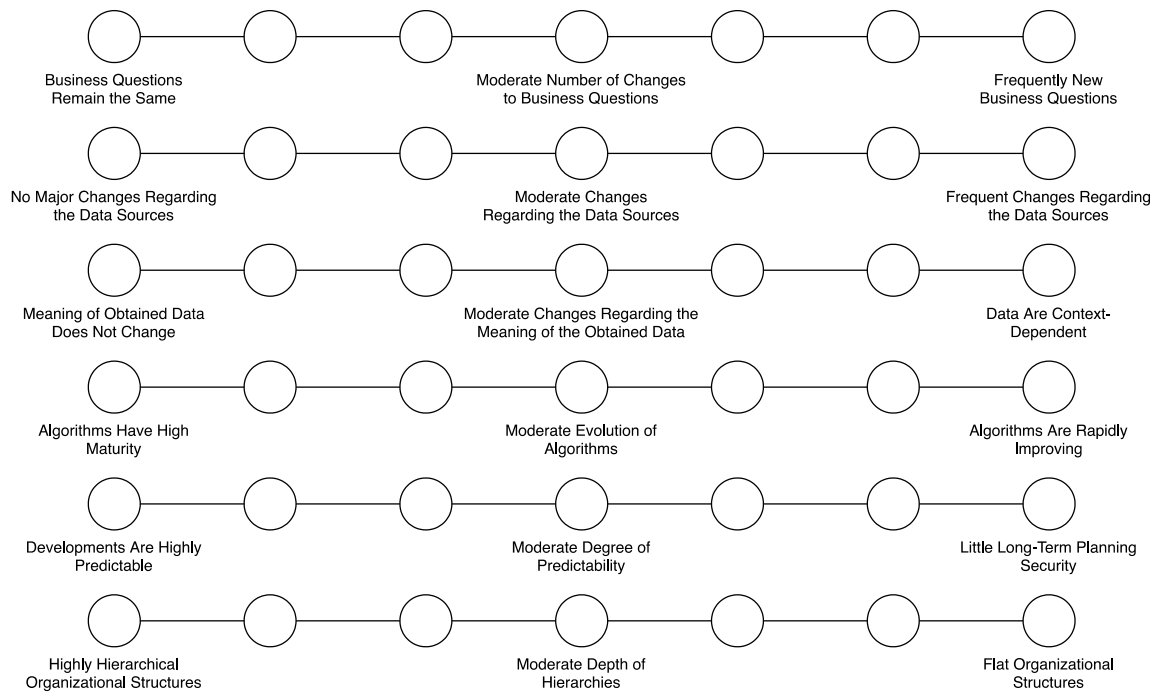 Business Questions
Remain the Same
Moderate Number of Changes
to Business Questions
Frequently New
Business Questions
No Major Changes Regarding
the Data Sources
Moderate Changes
Regarding the Data Sources
Frequent Changes Regarding
the Data Sources
Meaning of Obtained Data
Does Not Change
Moderate Changes Regarding the
Meaning of the Obtained Data
Data Are Context-
Dependent
Algorithms Have High
Maturity
Moderate Evolution of
Algorithms
Algorithms Are Rapidly
Improving
Developments Are Highly
Predictable
Moderate Degree of
Predictability
Little Long-Term Planning
Security
Highly Hierarchical
Organizational Structures
Moderate Depth of
Hierarchies
Flat Organizational
Structures